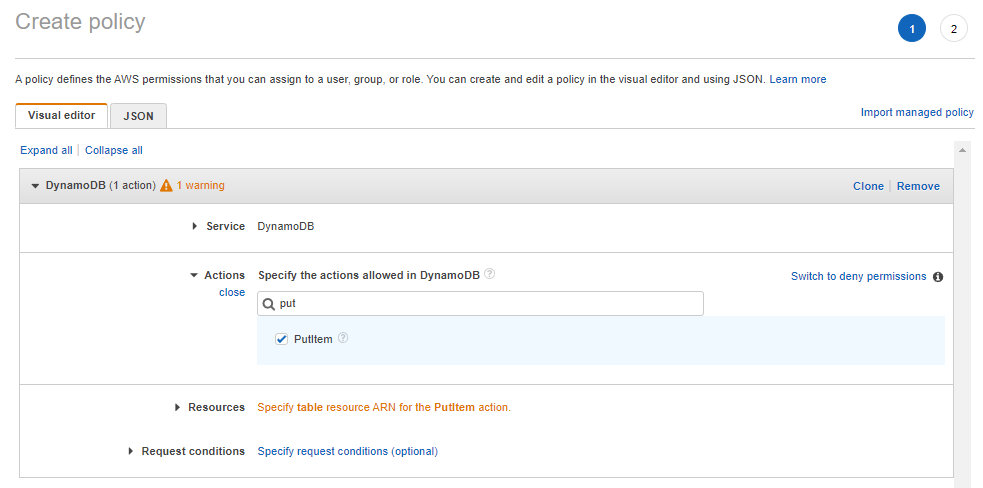 Create policy
1
2
A policy defines the AWS permissions that you can assign to a user, group, or role. You can create and edit a policy in the visual editor and using JSON. Learn more
Visual editor
JSON
Import managed policy
Expand all
Collapse all
DynamoDB (1 action) 1 warning
Clone
Remove
Service
DynamoDB
Actions
close
Specify the actions allowed in DynamoDB ?
Switch to deny permissions
put
PutItem ?
Resources
Specify table resource ARN for the PutItem action.
Request conditions
Specify request conditions (optional)